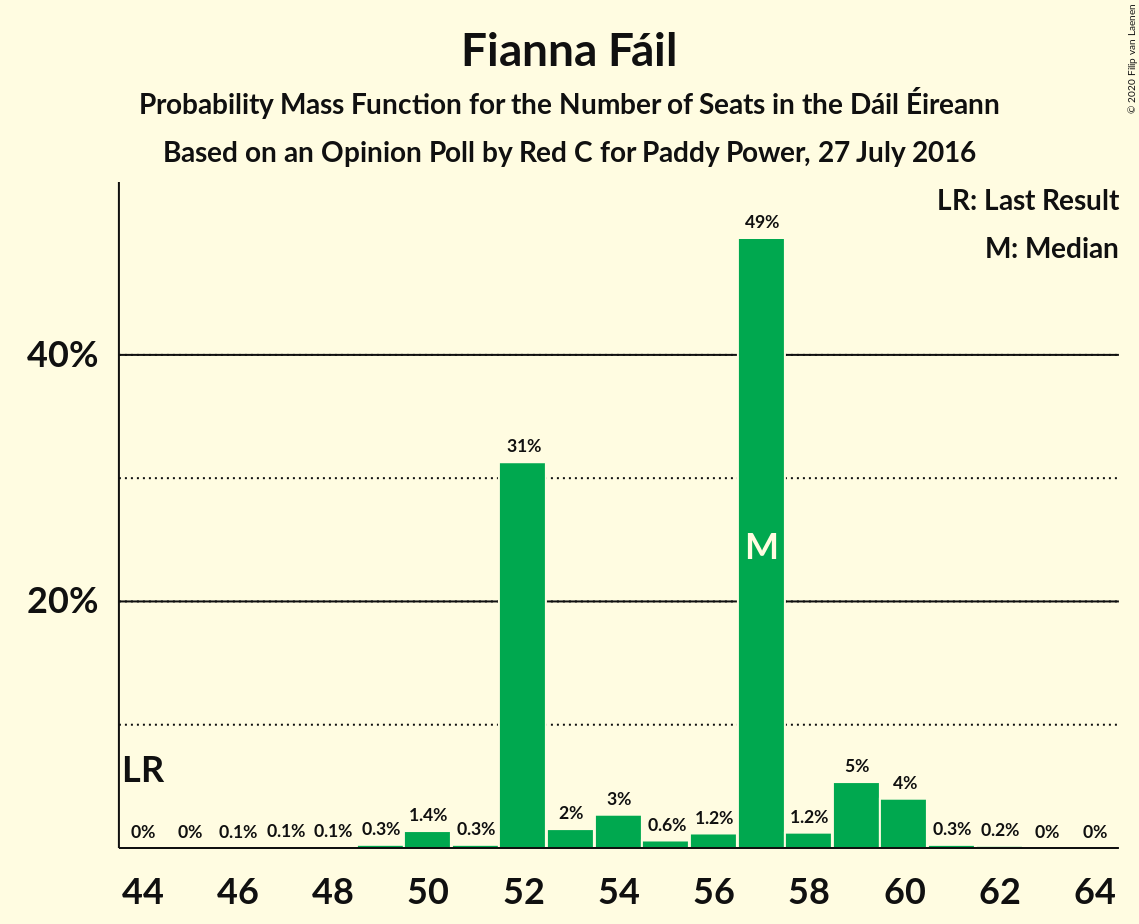 Fianna Fáil
Probability Mass Function for the Number of Seats in the Dáil Éireann
Based on an Opinion Poll by Red C for Paddy Power, 27 July 2016
© 2020 Filip van Laenen
LR: Last Result
M: Median
40%
20%
LR
M
0%
0%
0.1%
0.1%
0.1%
0.3%
1.4%
0.3%
31%
2%
3%
0.6%
1.2%
49%
1.2%
5%
4%
0.3%
0.2%
0%
0%
44 46 48 50 52 54 56 58 60 62 64